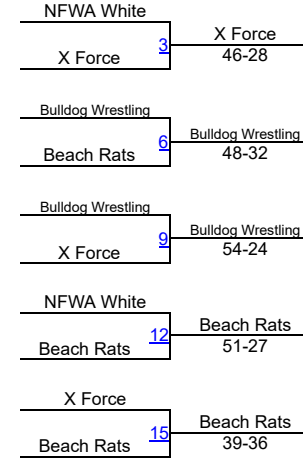 NFWA White
X Force
3
X Force
46-28
Bulldog Wrestling
Beach Rats
6
Bulldog Wrestling
48-32
Bulldog Wrestling
X Force
9
Bulldog Wrestling
54-24
NFWA White
Beach Rats
12
Beach Rats
51-27
X Force
Beach Rats
15
Beach Rats
39-36